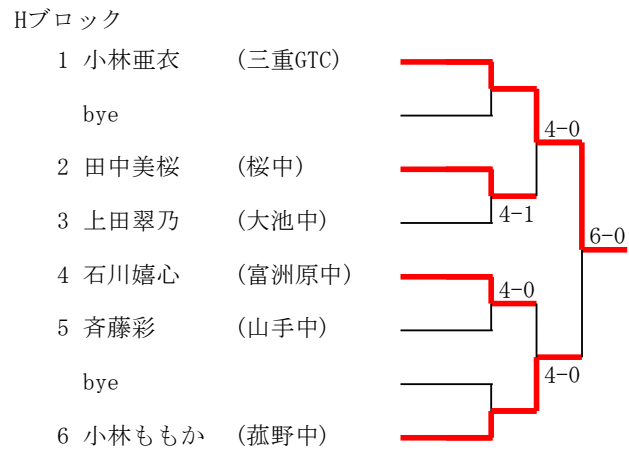 Hブロック
1 小林亜衣 (三重GTC)
bye
4-0
2 田中美桜 (桜中)
3 上田翠乃 (大池中)
4-1
6-0
4 石川嬉心 (富洲原中)
4-0
5 斉藤彩 (山手中)
bye
4-0
6 小林ももか (菰野中)